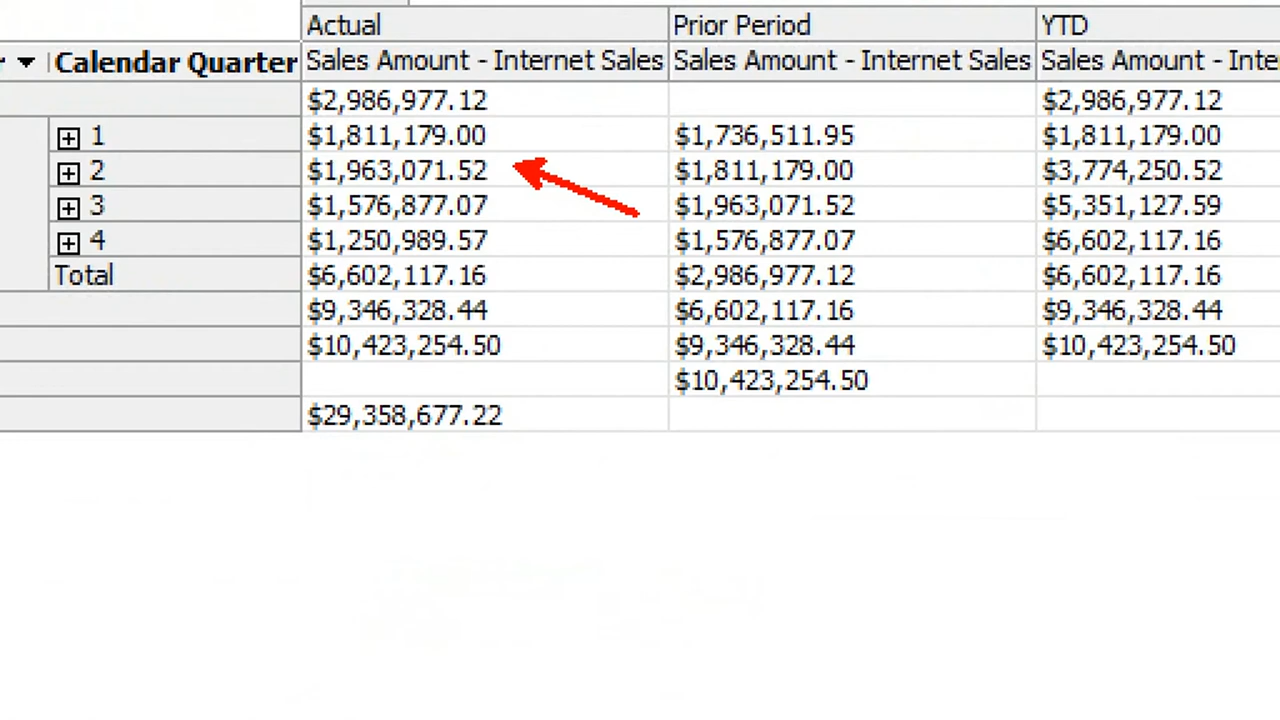 Actual Prior Period YTD
Calendar Quarter Sales Amount - Internet Sales Sales Amount - Internet Sales Sales Amount -
$2,986,977.12 $2,986,977.12
1 $1,811,179.00 $1,736,511.95 $1,811,179.00
2 $1,963,071.52 $1,811,179.00 $3,774,250.52
3 $1,576,877.07 $1,963,071.52 $5,351,127.59
4 $1,250,989.57 $1,576,877.07 $6,602,117.16
Total $6,602,117.16 $2,986,977.12 $6,602,117.16
$9,346,328.44 $6,602,117.16 $9,346,328.44
$10,423,254.50 $9,346,328.44 $10,423,254.50
$10,423,254.50
$29,358,677.22